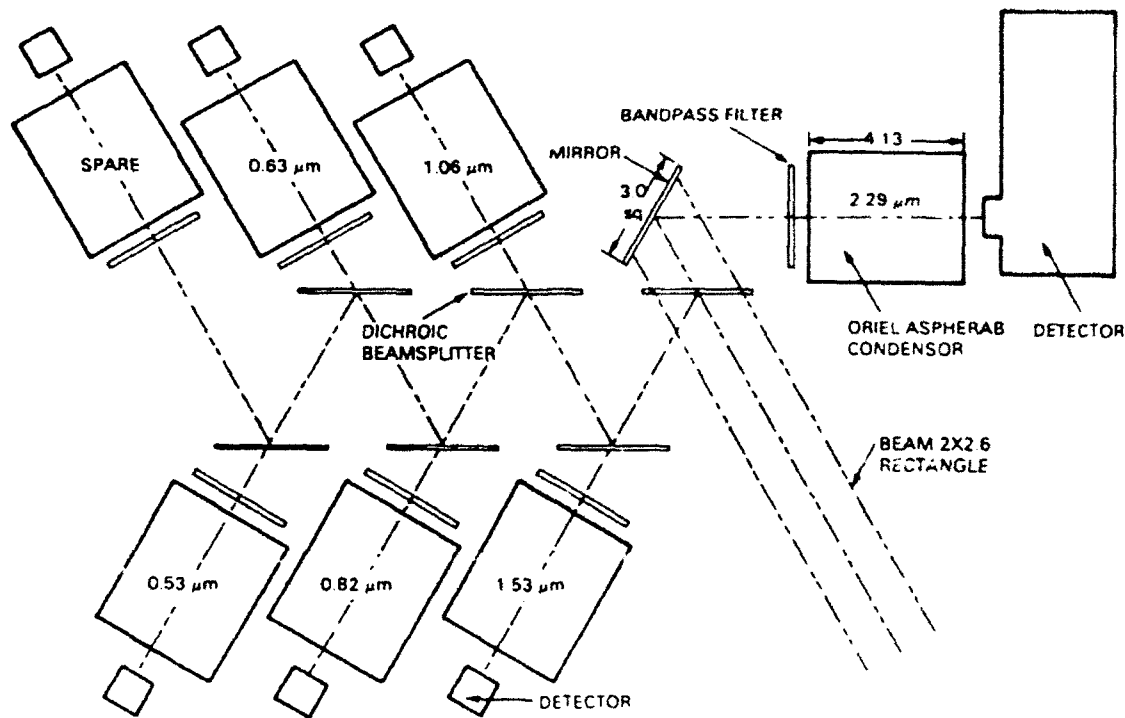 SPARE
0.63 μm
1.06 μm
BANDPASS FILTER
MIRROR
3.0
sq
4.13
2.29 μm
DICHROIC
BEAMSPLITTER
ORIEL ASPHERAB
CONDENSOR
DETECTOR
BEAM 2X2.6
RECTANGLE
0.53 μm
0.82 μm
1.53 μm
DETECTOR